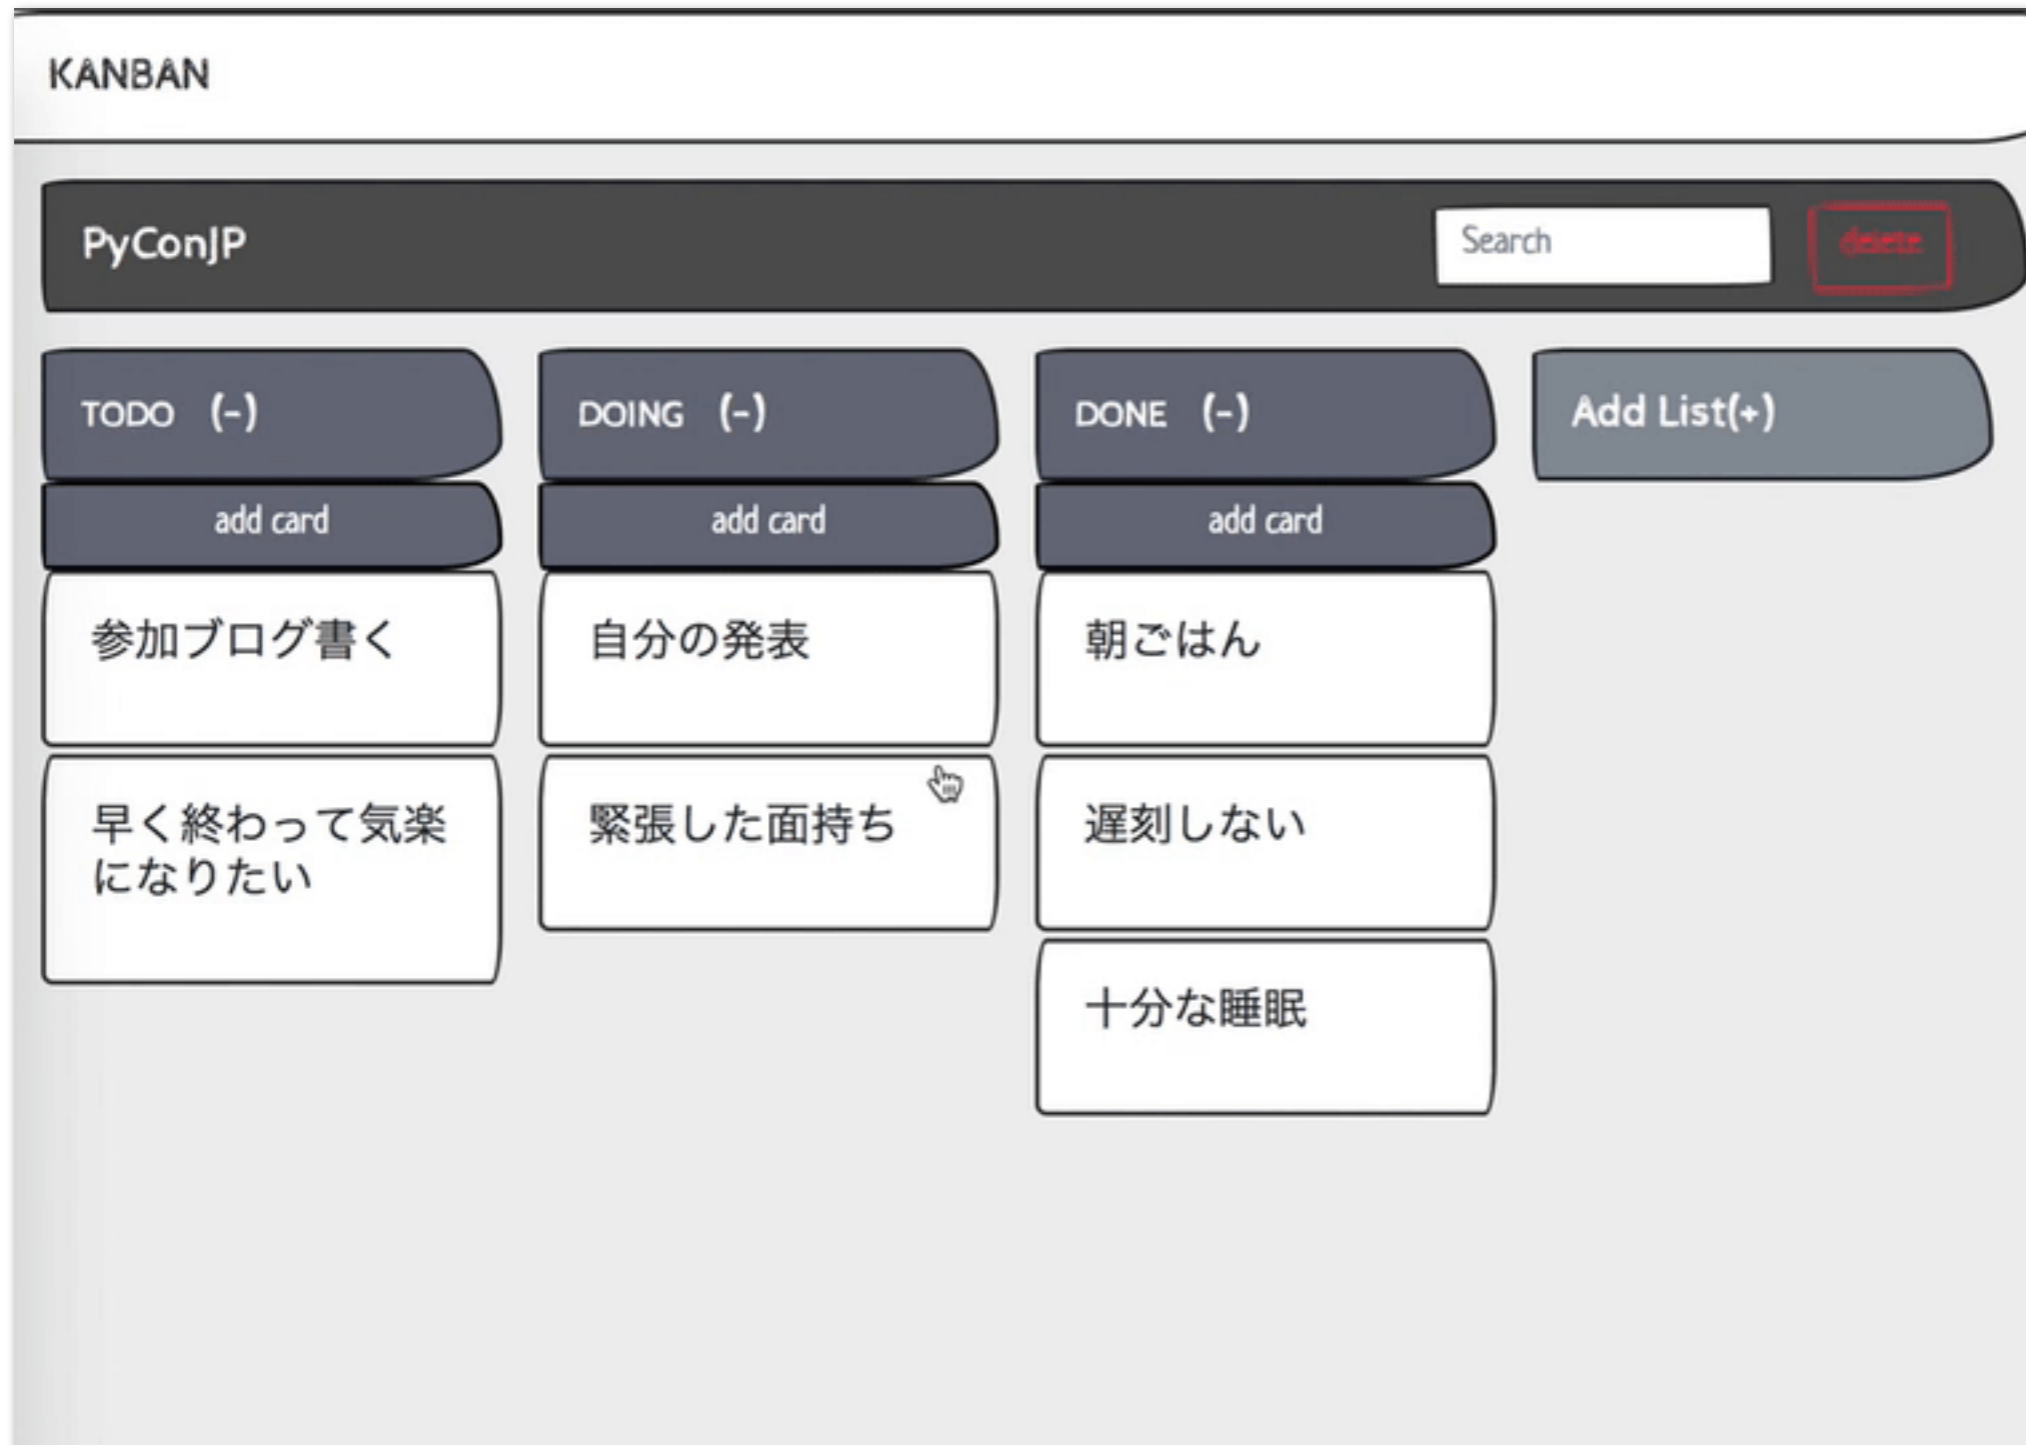 KANBAN
PyConJP
Search
delete
TODO (-)
add card
参加ブログ書く
早く終わって気楽
になりたい
DOING (-)
add card
自分の発表
緊張した面持ち
DONE (-)
add card
朝ごはん
遅刻しない
十分な睡眠
Add List(+)